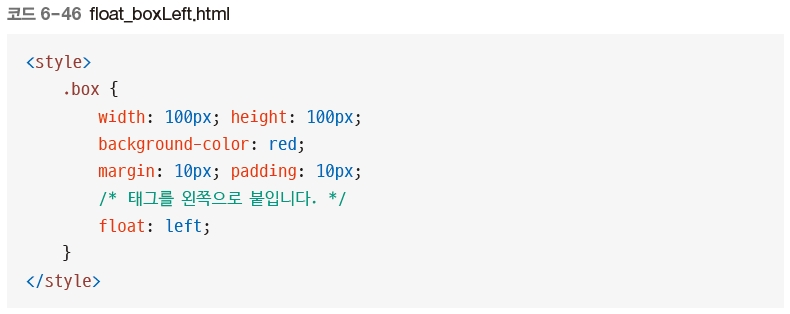 코드 6-46 float_boxLeft.html
<style>
.box {
width: 100px; height: 100px;
background-color: red;
margin: 10px; padding: 10px;
/* 태그를 왼쪽으로 붙입니다. */
float: left;
}
</style>